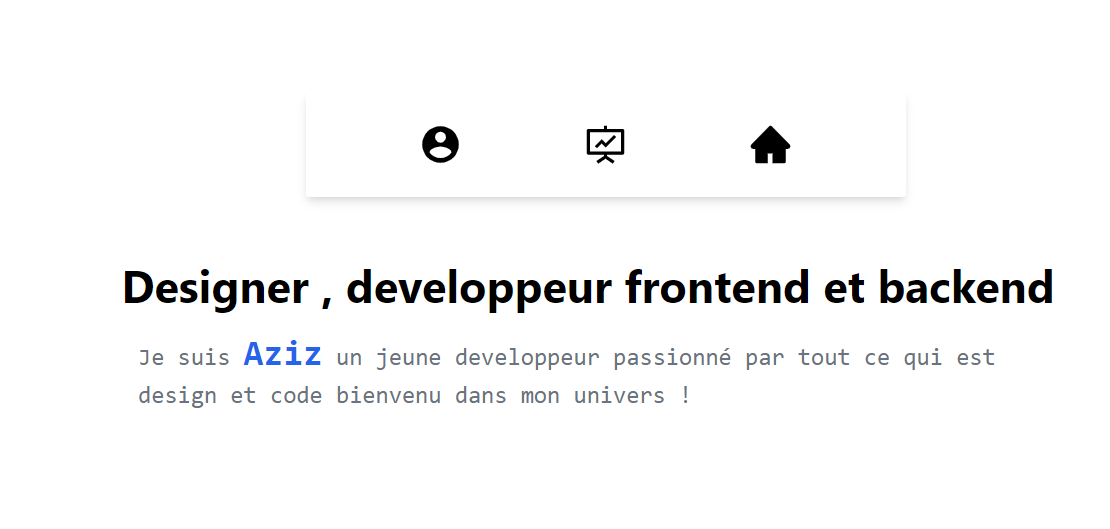 Designer , developpeur frontend et backend
Je suis Aziz un jeune developpeur passionné par tout ce qui est
design et code bienvenu dans mon univers !